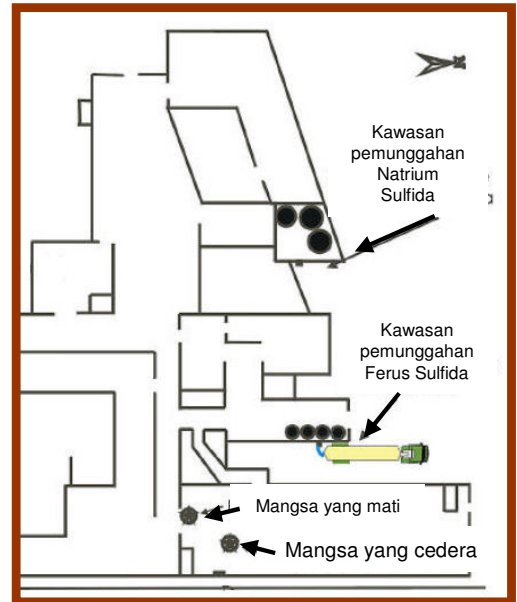 Kawasan
pemunggahan
Natrium
Sulfida
Kawasan
pemunggahan
Ferus Sulfida
Mangsa yang mati
Mangsa yang cedera